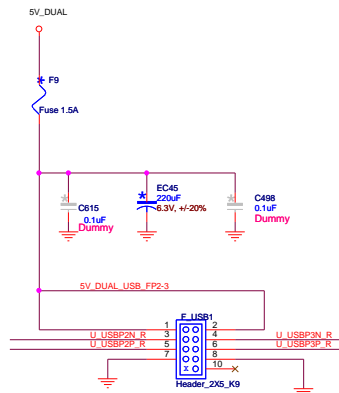 5V_DUAL
* F9
Fuse 1.5A
* C615
0.1uF
Dummy
* EC45
220uF
6.3V, +/-20%
* C498
0.1uF
Dummy
5V_DUAL_USB_FP2-3
F_USB1
1 2
U_USBP2N_R 3 4 U_USBP3N_R
U_USBP2P_R 5 6 U_USBP3P_R
7 8
X 10
Header_2X5_K9